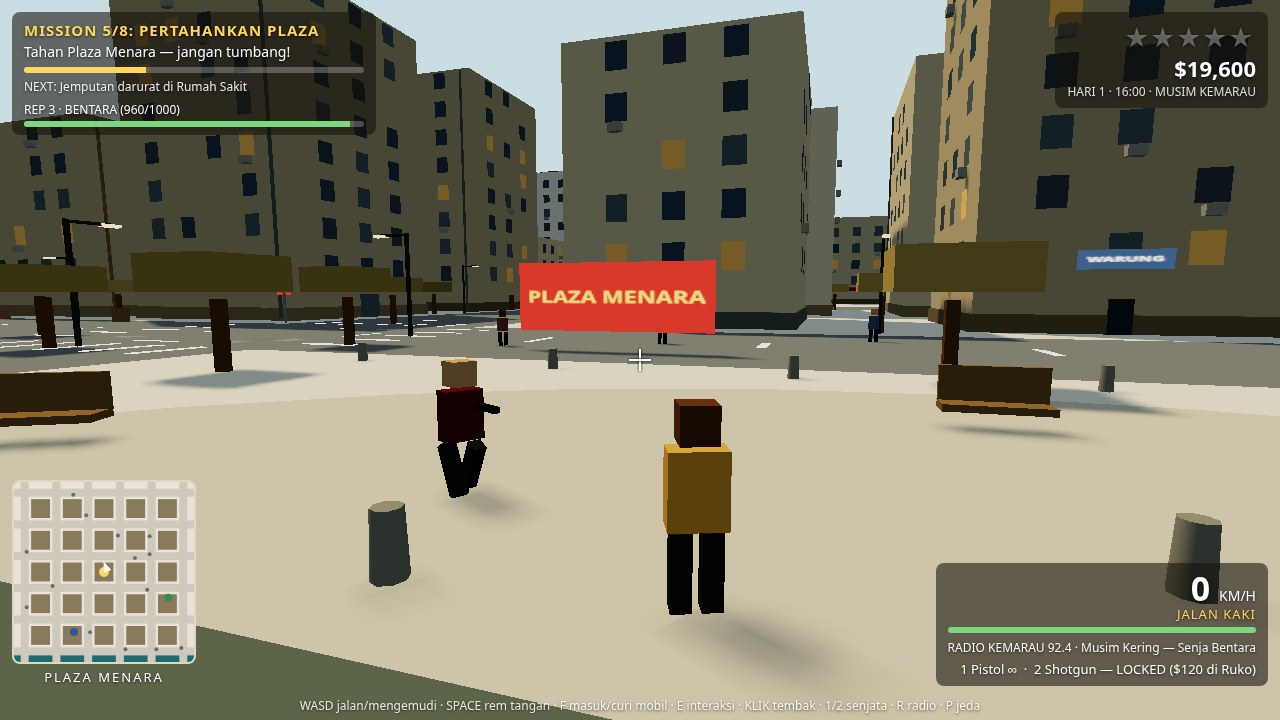 MISSION 5/8: PERTAHANKAN PLAZA
Tahan Plaza Menara — jangan tumbang!
NEXT: Jemputan darurat di Rumah Sakit
REP 3 · BENTARA (960/1000)
$19,600
HARI 1 · 16:00 · MUSIM KEMARAU
WARUNG
PLAZA MENARA
PLAZA MENARA
0 KM/H
JALAN KAKI
RADIO KEMARAU 92.4 · Musim Kering — Senja Bentara
1 Pistol ∞ · 2 Shotgun — LOCKED ($120 di Ruko)
WASD jalan/mengemudi · SPACE rem tangan · F masuk/curi mobil · E interaksi · KLIK tembak · 1/2 senjata · R radio · P jeda